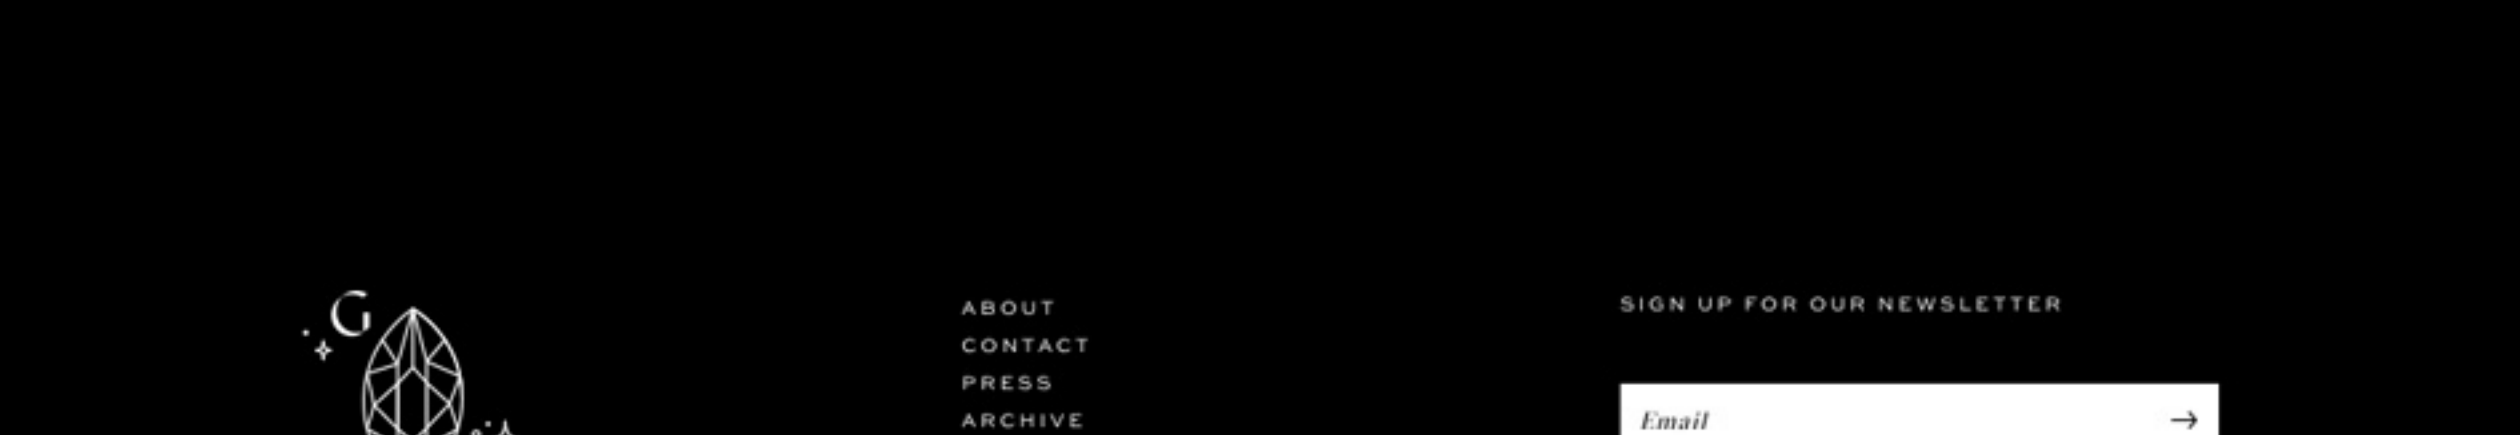 G
ABOUT
CONTACT
PRESS
ARCHIVE
SIGN UP FOR OUR NEWSLETTER
Email →